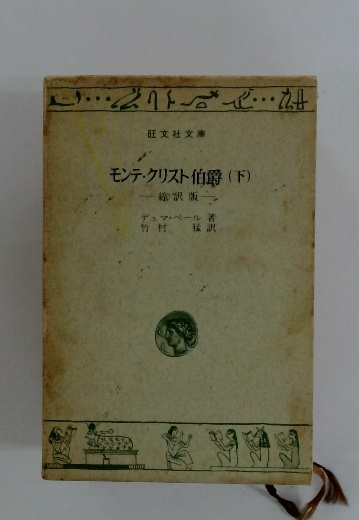 旺文社文庫
モンテ・クリスト伯爵(下)
―総訳版―
デュマ・ペール 著
竹村 猛 訳